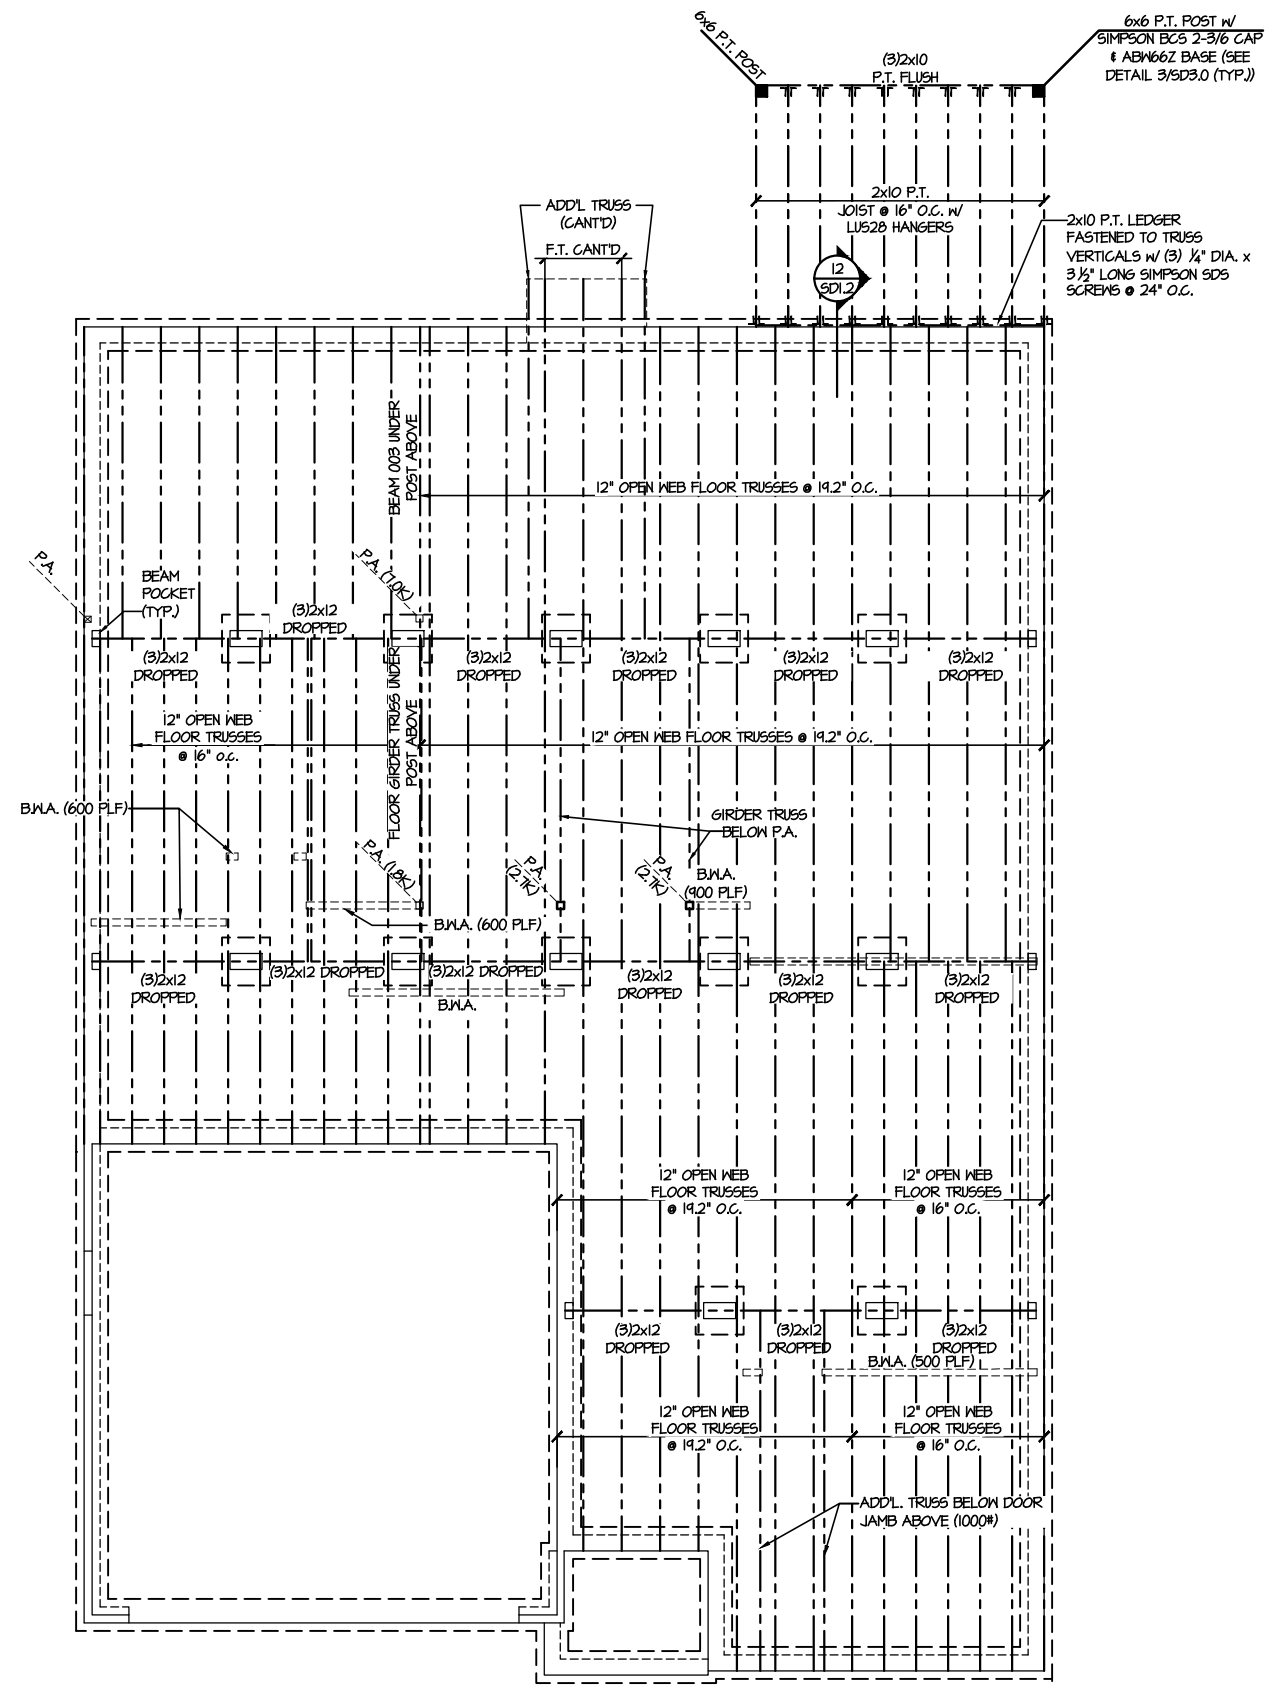 6x6 P.T. POST
(3)2x10
P.T. FLUSH
6x6 P.T. POST W/
SIMPSON BCS 2-3/6 CAP
& ABW66Z BASE (SEE
DETAIL 3/SD3.0 (TYP.))
2x10 P.T.
JOIST @ 16" O.C. W/
LUS28 HANGERS
ADD'L TRUSS
(CANT'D)
F.T. CANT'D
2x10 P.T. LEDGER
FASTENED TO TRUSS
VERTICALS W/ (3) 1/4" DIA. x
3 1/2" LONG SIMPSON SDS
SCREWS @ 24" O.C.
12
SD1.2
BEAM 003 UNDER
POST ABOVE
12" OPEN WEB FLOOR TRUSSES @ 19.2" O.C.
P.A.
BEAM
POCKET
(TYP.)
P.A. (7.0K)
(3)2x12
DROPPED
(3)2x12
DROPPED
(3)2x12
DROPPED
(3)2x12
DROPPED
(3)2x12
DROPPED
(3)2x12
DROPPED
FLOOR GIRDER TRUSS UNDER
POST ABOVE
12" OPEN WEB
FLOOR TRUSSES
@ 16" O.C.
12" OPEN WEB FLOOR TRUSSES @ 19.2" O.C.
B.W.A. (600 PLF)
GIRDER TRUSS
BELOW P.A.
P.A. (1.8K)
P.A.
(2.7K)
P.A.
(2.7K)
B.W.A.
(900 PLF)
B.W.A. (600 PLF)
(3)2x12
DROPPED
(3)2x12 DROPPED
(3)2x12 DROPPED
(3)2x12
DROPPED
(3)2x12
DROPPED
(3)2x12
DROPPED
B.W.A.
12" OPEN WEB
FLOOR TRUSSES
@ 19.2" O.C.
12" OPEN WEB
FLOOR TRUSSES
@ 16" O.C.
(3)2x12
DROPPED
(3)2x12
DROPPED
(3)2x12
DROPPED
B.W.A. (500 PLF)
12" OPEN WEB
FLOOR TRUSSES
@ 19.2" O.C.
12" OPEN WEB
FLOOR TRUSSES
@ 16" O.C.
ADD'L. TRUSS BELOW DOOR
JAMB ABOVE (1000#)